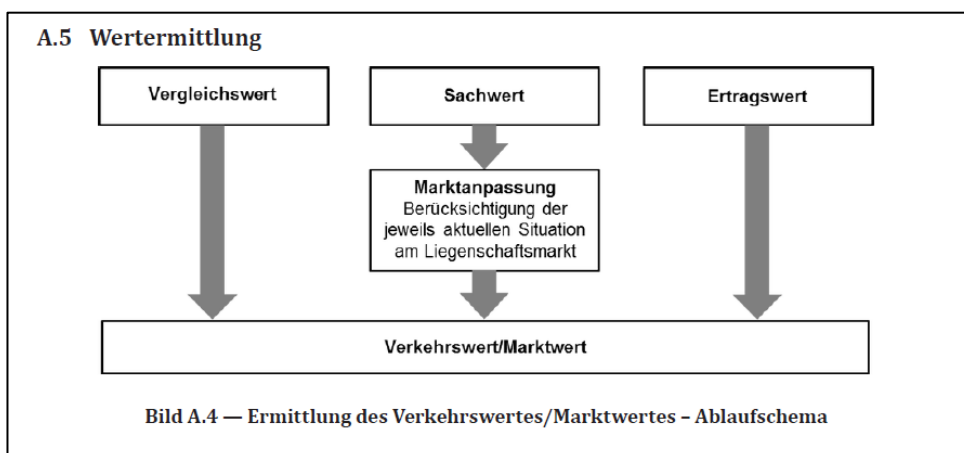 A.5 Wertermittlung
Vergleichswert
Sachwert
Ertragswert
Marktanpassung
Berücksichtigung der
jeweils aktuellen Situation
am Liegenschaftsmarkt
Verkehrswert/Marktwert
Bild A.4 — Ermittlung des Verkehrswertes/Marktwertes – Ablaufschema